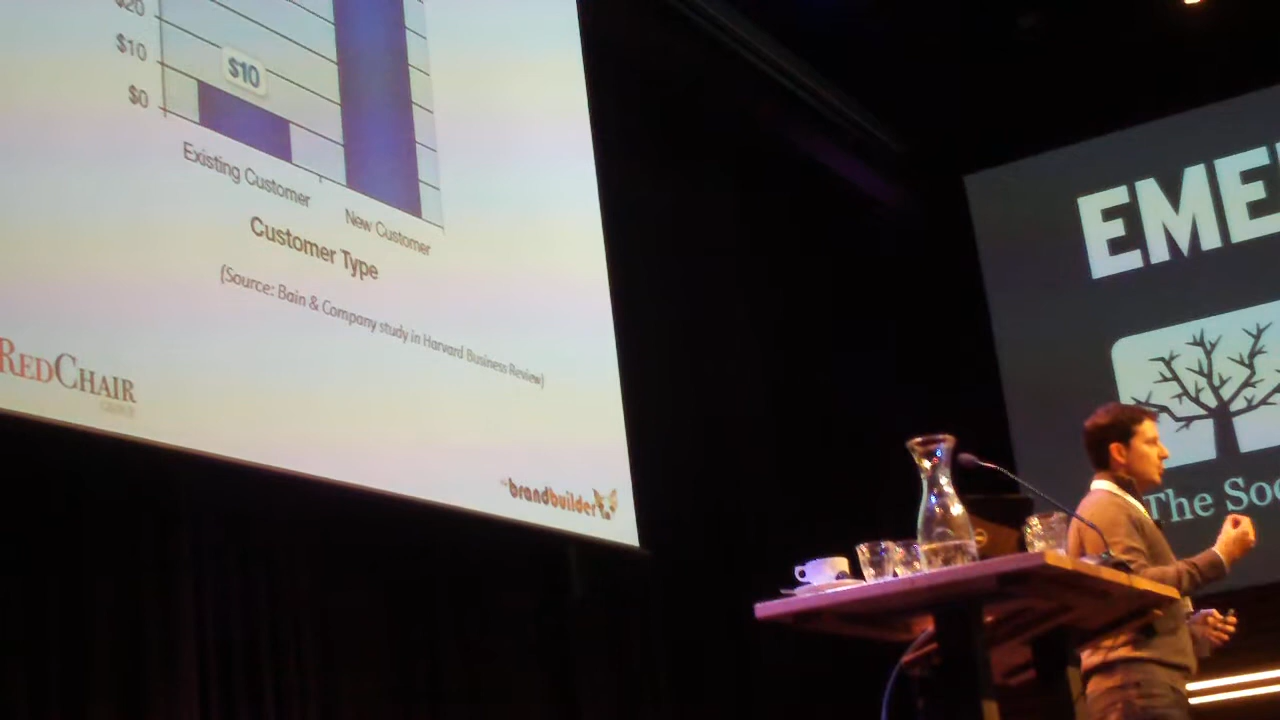 $20
$10
$10
$0
Existing Customer
New Customer
Customer Type
(Source: Bain & Company study in Harvard Business Review)
REDCHAIR
brandbuilder
EME
The Soc